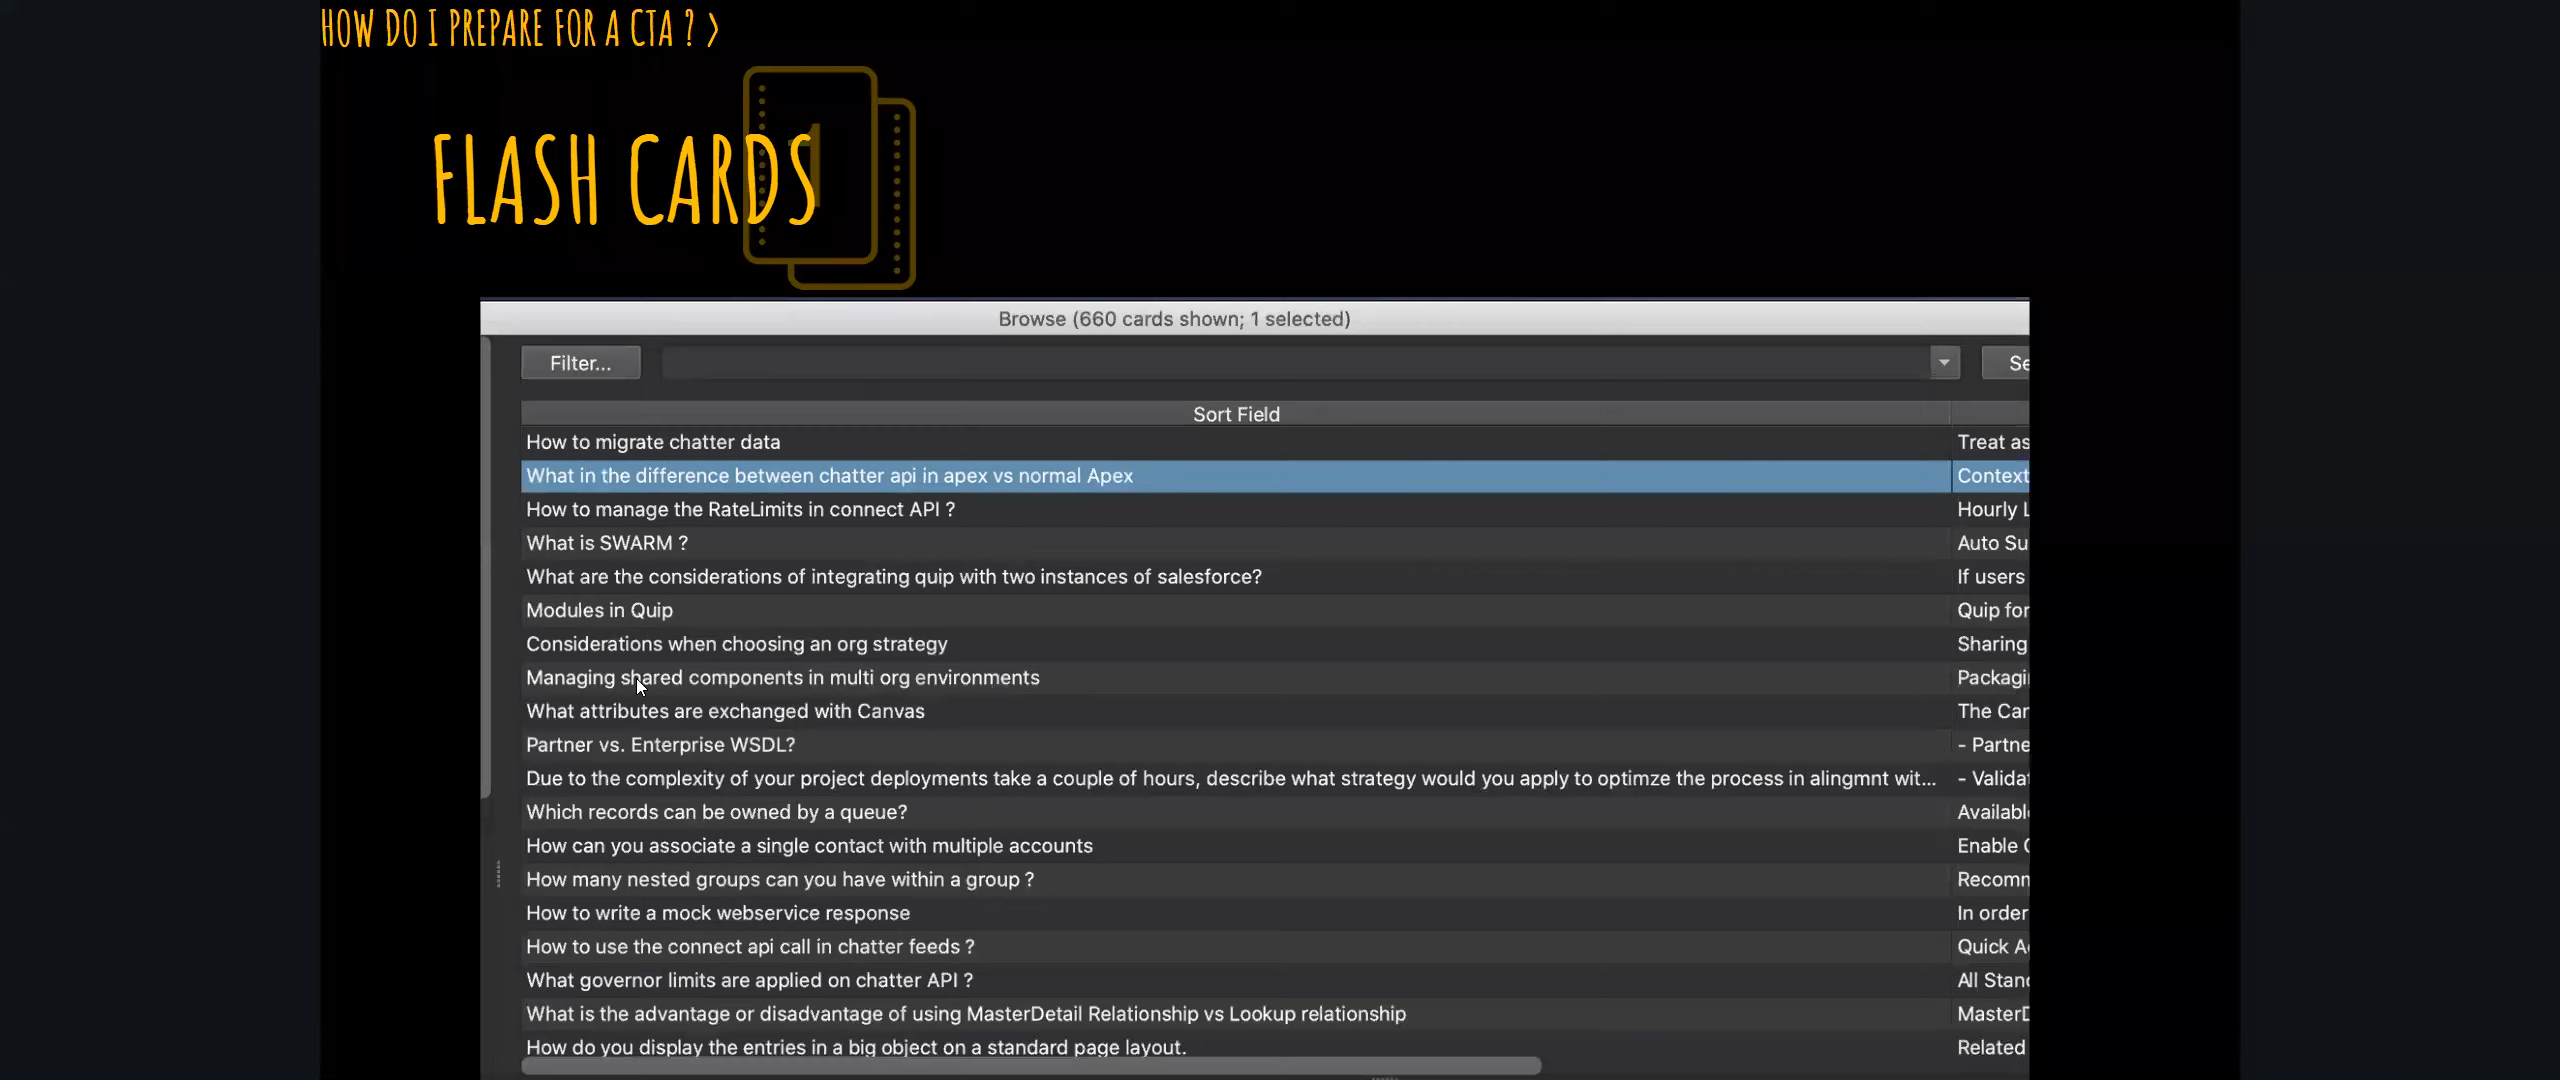 HOW DO I PREPARE FOR A CTA ? >
FLASH CARDS
1
Browse (660 cards shown; 1 selected)
Filter...
Se
Sort Field
How to migrate chatter data
Treat as
What in the difference between chatter api in apex vs normal Apex
Context
How to manage the RateLimits in connect API ?
Hourly L
What is SWARM ?
Auto Su
What are the considerations of integrating quip with two instances of salesforce?
If users
Modules in Quip
Quip for
Considerations when choosing an org strategy
Sharing
Managing shared components in multi org environments
Packagi
What attributes are exchanged with Canvas
The Can
Partner vs. Enterprise WSDL?
- Partne
Due to the complexity of your project deployments take a couple of hours, describe what strategy would you apply to optimze the process in alingmnt wit...
- Validat
Which records can be owned by a queue?
Available
How can you associate a single contact with multiple accounts
Enable C
How many nested groups can you have within a group ?
Recomm
How to write a mock webservice response
In order
How to use the connect api call in chatter feeds ?
Quick Ac
What governor limits are applied on chatter API ?
All Stand
What is the advantage or disadvantage of using MasterDetail Relationship vs Lookup relationship
MasterD
How do you display the entries in a big object on a standard page layout.
Related